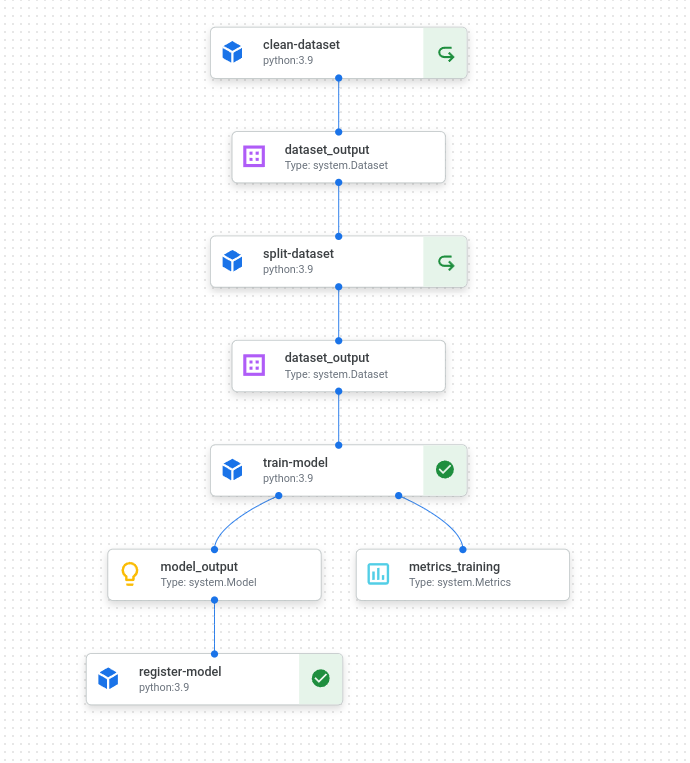 clean-dataset
python:3.9
dataset_output
Type: system.Dataset
split-dataset
python:3.9
dataset_output
Type: system.Dataset
train-model
python:3.9
model_output
Type: system.Model
metrics_training
Type: system.Metrics
register-model
python:3.9